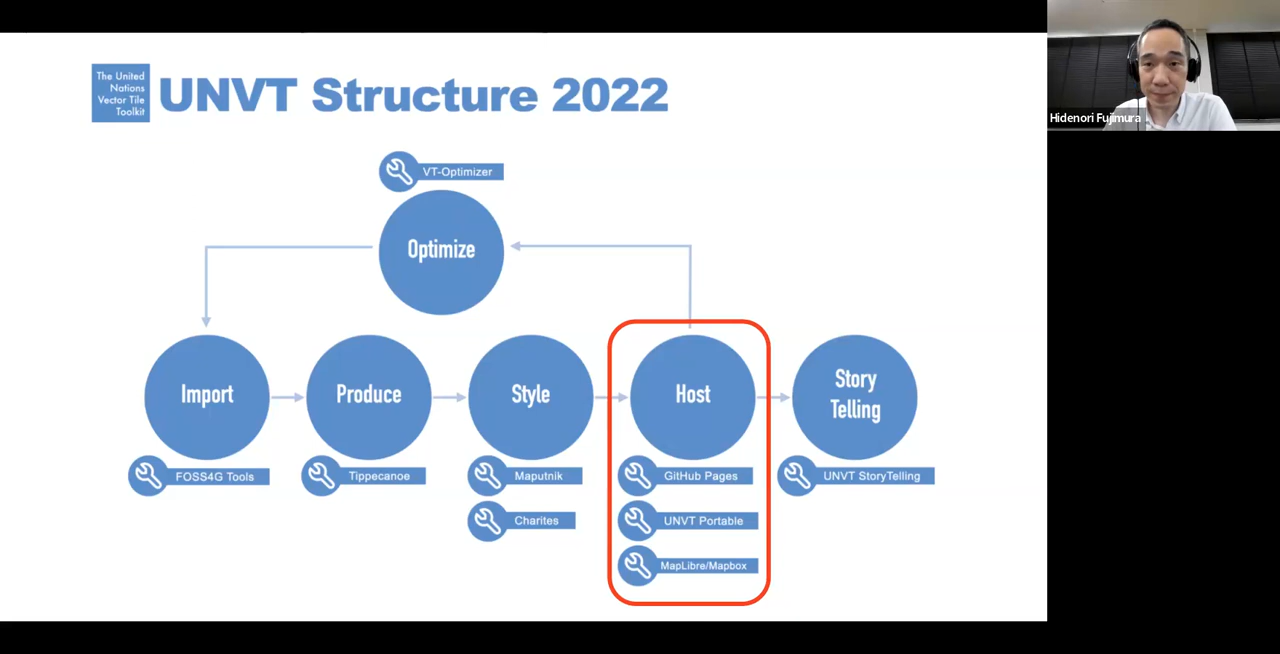 The United
Nations
Vector Tile
Toolkit
UNVT Structure 2022
Hidenori Fujimura
VT-Optimizer
Optimize
Import
Produce
Style
Host
Story
Telling
FOSS4G Tools
Tippecanoe
Maputnik
GitHub Pages
UNVT StoryTelling
Charites
UNVT Portable
MapLibre/Mapbox